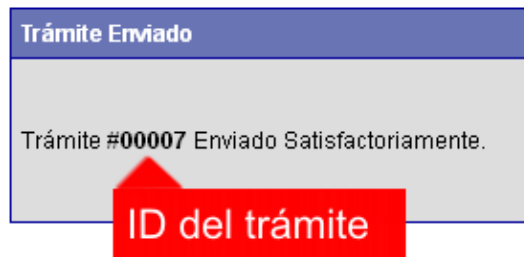 Trámite Enviado
Trámite #00007 Enviado Satisfactoriamente.
ID del trámite